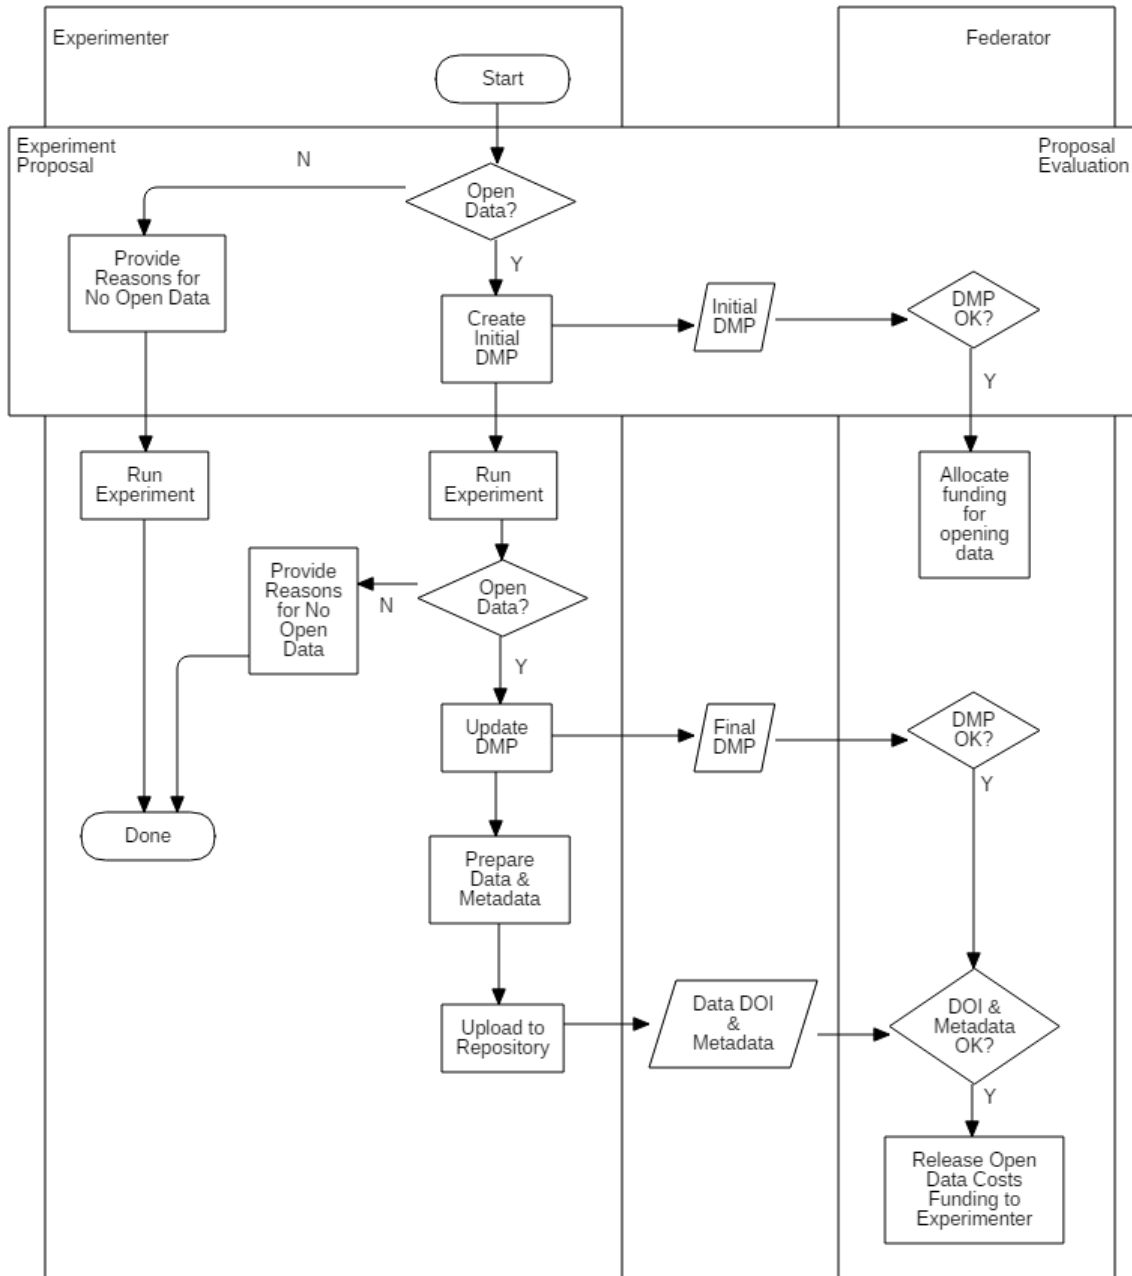 Experimenter
Federator
Start
Experiment
Proposal
N
Proposal
Evaluation
Open
Data?
Provide
Reasons for
No Open Data
Y
Create
Initial
DMP
Initial
DMP
DMP
OK?
Y
Run
Experiment
Run
Experiment
Allocate
funding
for
opening
data
Provide
Reasons
for No
Open
Data
N
Open
Data?
Y
Update
DMP
Final
DMP
DMP
OK?
Y
Done
Prepare
Data &
Metadata
Upload to
Repository
Data DOI
&
Metadata
DOI &
Metadata
OK?
Y
Release Open
Data Costs
Funding to
Experimenter